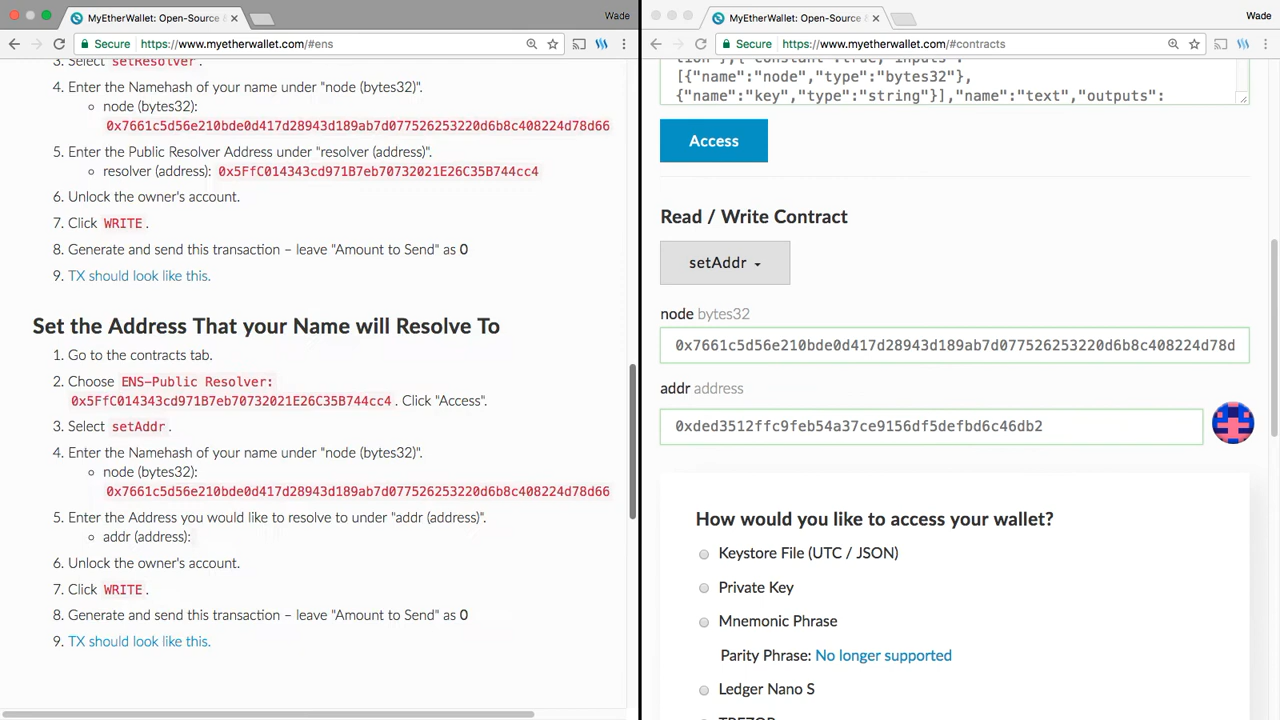 MyEtherWallet: Open-Source &
Wade
Secure
https://www.myetherwallet.com/#ens
3. Select setResolver.
4. Enter the Namehash of your name under "node (bytes32)".
node (bytes32):
0x7661c5d56e210bde0d417d28943d189ab7d077526253220d6b8c408224d78d66
5. Enter the Public Resolver Address under "resolver (address)".
resolver (address): 0x5FfC014343cd971B7eb70732021E26C35B744cc4
6. Unlock the owner's account.
7. Click WRITE.
8. Generate and send this transaction – leave "Amount to Send" as 0
9. TX should look like this.
Set the Address That your Name will Resolve To
1. Go to the contracts tab.
2. Choose ENS-Public Resolver:
0x5FfC014343cd971B7eb70732021E26C35B744cc4. Click "Access".
3. Select setAddr.
4. Enter the Namehash of your name under "node (bytes32)".
node (bytes32):
0x7661c5d56e210bde0d417d28943d189ab7d077526253220d6b8c408224d78d66
5. Enter the Address you would like to resolve to under "addr (address)".
addr (address):
6. Unlock the owner's account.
7. Click WRITE.
8. Generate and send this transaction – leave "Amount to Send" as 0
9. TX should look like this.
MyEtherWallet: Open-Source &
Wade
Secure
https://www.myetherwallet.com/#contracts
tion"},{"constant":true,"inputs":
[{"name":"node","type":"bytes32"},
{"name":"key","type":"string"}],"name":"text","outputs":
Access
Read / Write Contract
setAddr
node bytes32
0x7661c5d56e210bde0d417d28943d189ab7d077526253220d6b8c408224d78d
addr address
0xded3512ffc9feb54a37ce9156df5defbd6c46db2
How would you like to access your wallet?
Keystore File (UTC / JSON)
Private Key
Mnemonic Phrase
Parity Phrase: No longer supported
Ledger Nano S
TREZOR